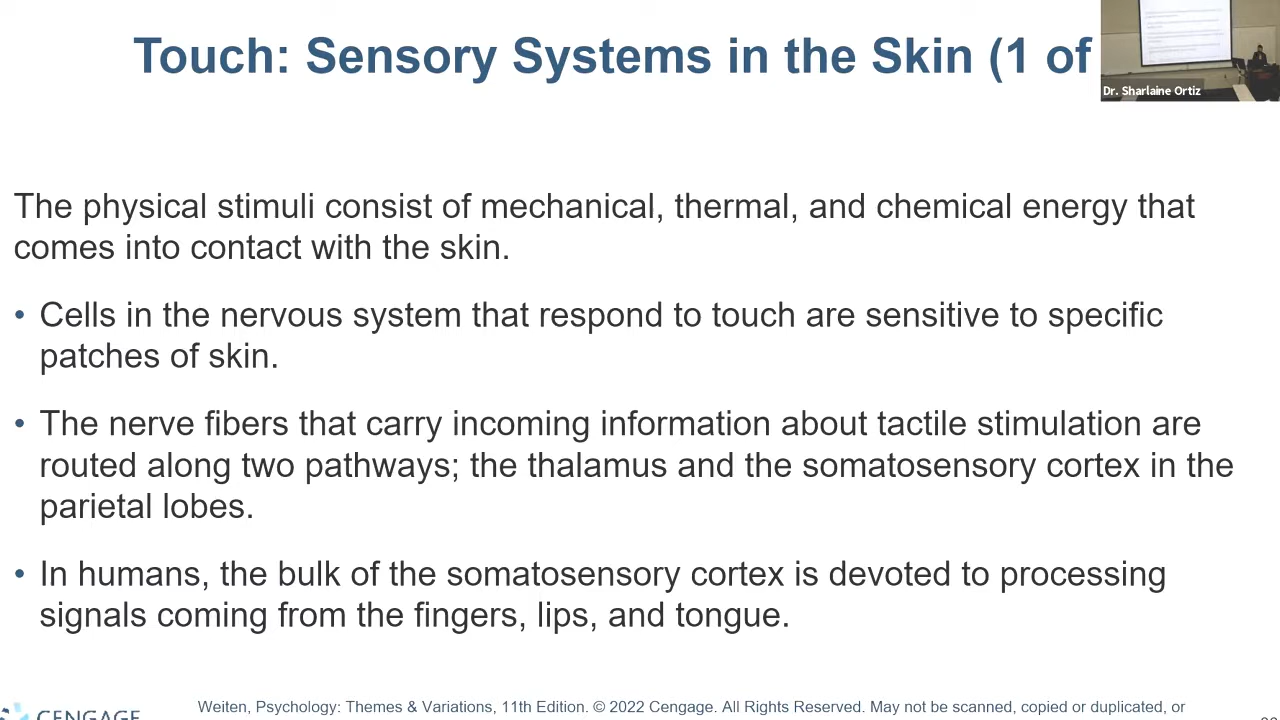 Touch: Sensory Systems in the Skin (1 of
Dr. Sharlaine Ortiz
The physical stimuli consist of mechanical, thermal, and chemical energy that
comes into contact with the skin.
• Cells in the nervous system that respond to touch are sensitive to specific
patches of skin.
• The nerve fibers that carry incoming information about tactile stimulation are
routed along two pathways; the thalamus and the somatosensory cortex in the
parietal lobes.
• In humans, the bulk of the somatosensory cortex is devoted to processing
signals coming from the fingers, lips, and tongue.
Weiten, Psychology: Themes & Variations, 11th Edition. © 2022 Cengage. All Rights Reserved. May not be scanned, copied or duplicated, or
CENGAGE